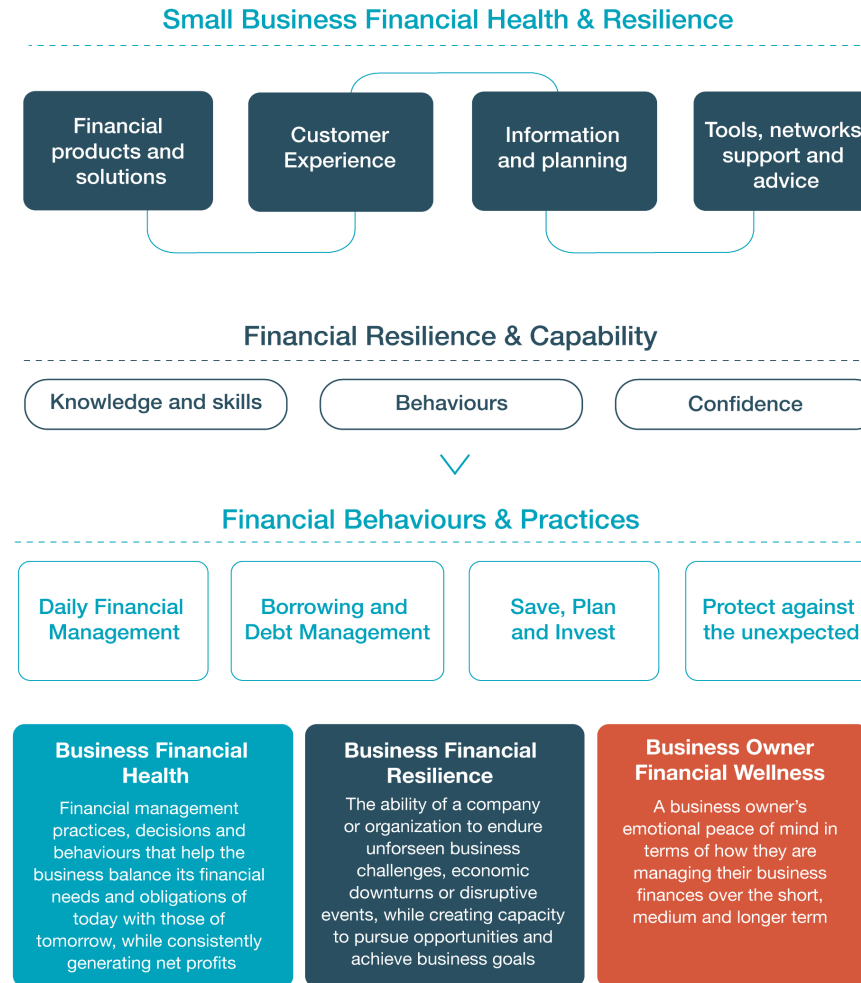 Small Business Financial Health & Resilience
Financial
products and
solutions
Customer
Experience
Information
and planning
Tools, networks
support and
advice
Financial Resilience & Capability
Knowledge and skills
Behaviours
Confidence
Financial Behaviours & Practices
Daily Financial
Management
Borrowing and
Debt Management
Save, Plan
and Invest
Protect against
the unexpected
Business Financial
Health
Financial management
practices, decisions and
behaviours that help the
business balance its financial
needs and obligations of
today with those of
tomorrow, while consistently
generating net profits
Business Financial
Resilience
The ability of a company
or organization to endure
unforseen business
challenges, economic
downturns or disruptive
events, while creating capacity
to pursue opportunities and
achieve business goals
Business Owner
Financial Wellness
A business owner’s
emotional peace of mind in
terms of how they are
managing their business
finances over the short,
medium and longer term